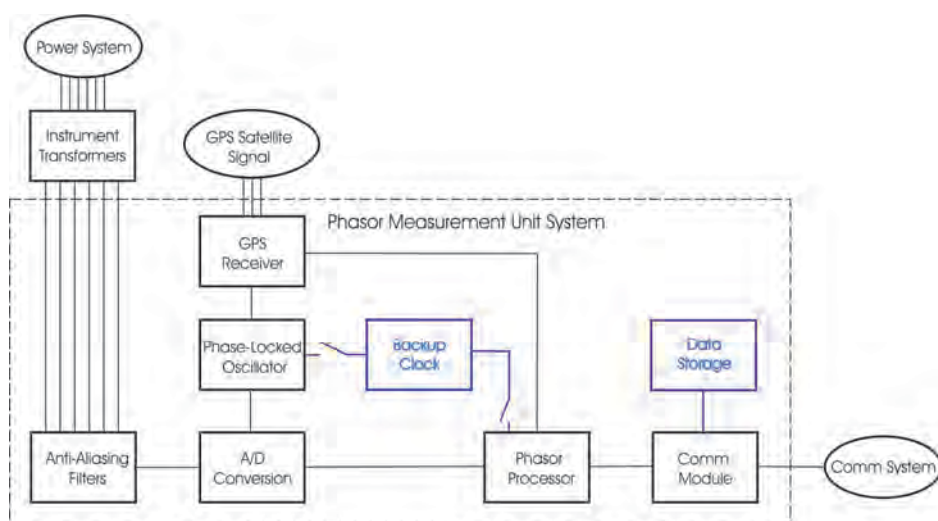 Power System
Instrument
Transformers
GPS Satellite
Signal
Phasor Measurement Unit System
GPS
Receiver
Phase-Locked
Oscillator
Backup
Clock
Data
Storage
Anti-Aliasing
Filters
A/D
Conversion
Phasor
Processor
Comm
Module
Comm System